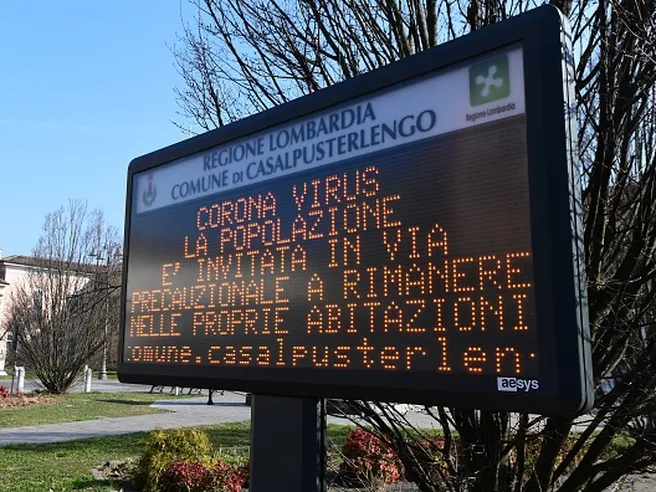 REGIONE LOMBARDIA
COMUNE DI CASALPUSTERLENGO
Regione Lombardia
CORONA VIRUS
LA POPOLAZIONE
E' INVITATA IN VIA
PRECAUZIONALE A RIMANERE
NELLE PROPRIE ABITAZIONI
omune.casalpusterlen
aesys